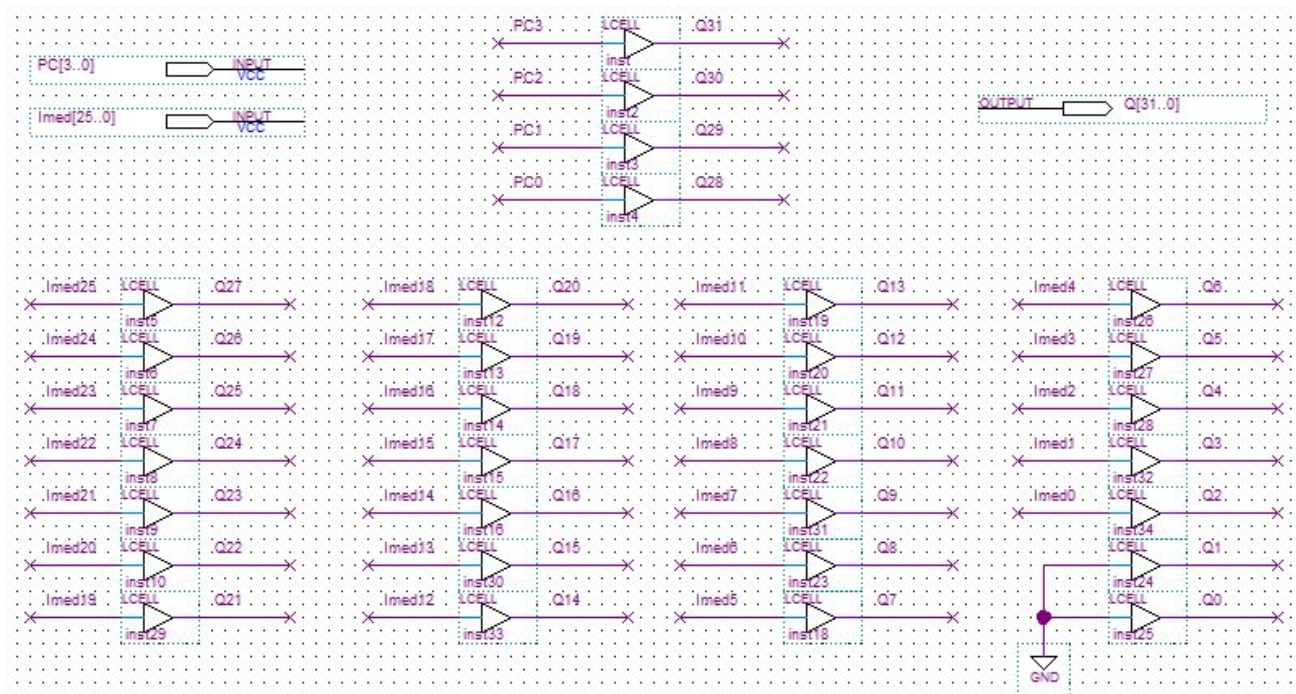 PC[3..0] INPUT VCC
Imed[25..0] INPUT VCC
PC3 LCELL Q31
inst
PC2 LCELL Q30
inst2
PC1 LCELL Q29
inst3
PC0 LCELL Q28
inst4
OUTPUT Q[31..0]
Imed25 LCELL Q27
inst5
Imed24 LCELL Q26
inst6
Imed23 LCELL Q25
inst7
Imed22 LCELL Q24
inst8
Imed21 LCELL Q23
inst9
Imed20 LCELL Q22
inst10
Imed19 LCELL Q21
inst29
Imed18 LCELL Q20
inst12
Imed17 LCELL Q19
inst13
Imed16 LCELL Q18
inst14
Imed15 LCELL Q17
inst15
Imed14 LCELL Q16
inst16
Imed13 LCELL Q15
inst30
Imed12 LCELL Q14
inst33
Imed11 LCELL Q13
inst19
Imed10 LCELL Q12
inst20
Imed9 LCELL Q11
inst21
Imed8 LCELL Q10
inst22
Imed7 LCELL Q9
inst31
Imed6 LCELL Q8
inst23
Imed5 LCELL Q7
inst18
Imed4 LCELL Q6
inst26
Imed3 LCELL Q5
inst27
Imed2 LCELL Q4
inst28
Imed1 LCELL Q3
inst32
Imed0 LCELL Q2
inst34
LCELL Q1
inst24
LCELL Q0
inst25
GND